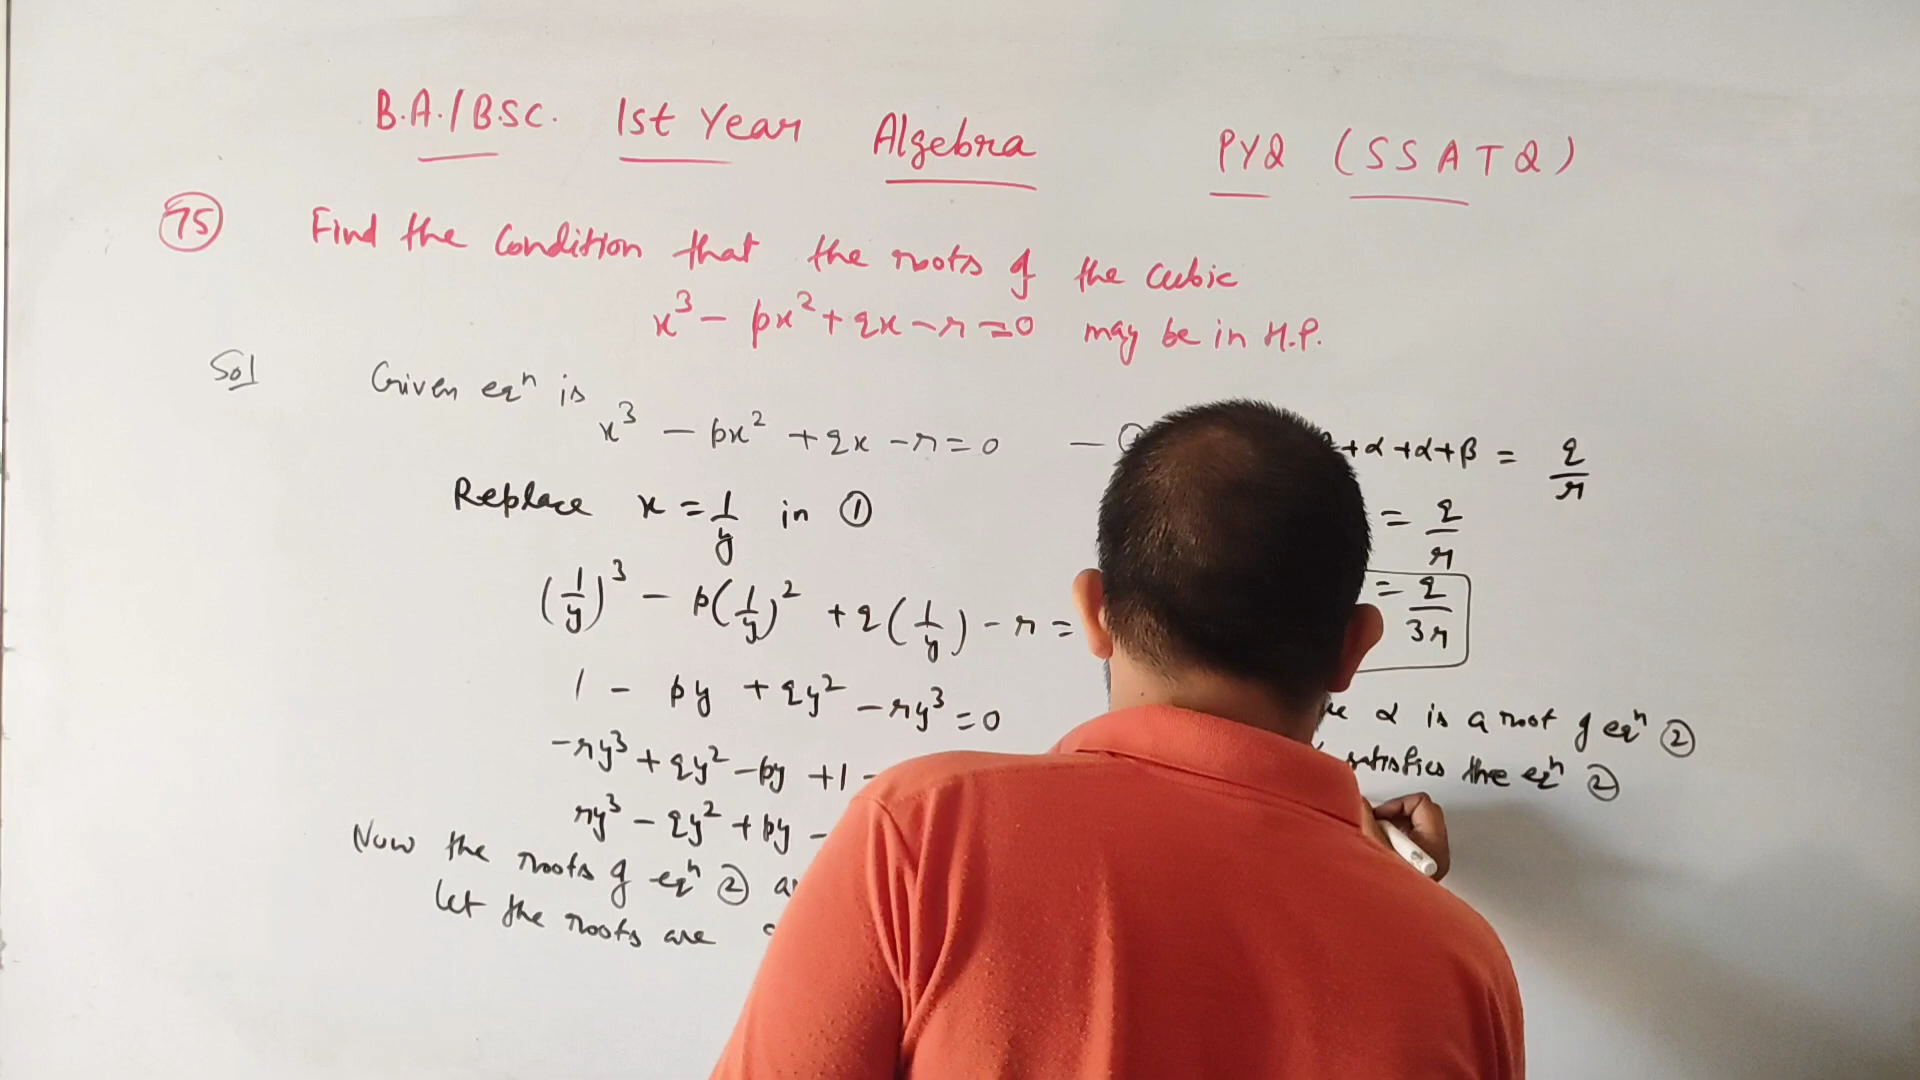 B.A./B.SC. 1st Year Algebra PYQ (SSATQ)
75 Find the Condition that the roots of the cubic
x³ - px² + qx - r = 0 may be in H.P.
Sol Given eqⁿ is
x³ - px² + qx - r = 0 —
Replace x = 1/y in ①
(1/y)³ - p(1/y)² + q(1/y) - r =
1 - py + qy² - ry³ = 0
-ry³ + qy² - py + 1
ry³ - qy² + py -
Now the roots of eqⁿ ②
Let the roots are
+ α + α + β = q/r
= q/r
= q/3r
α is a root of eqⁿ ②
satisfies the eqⁿ ②